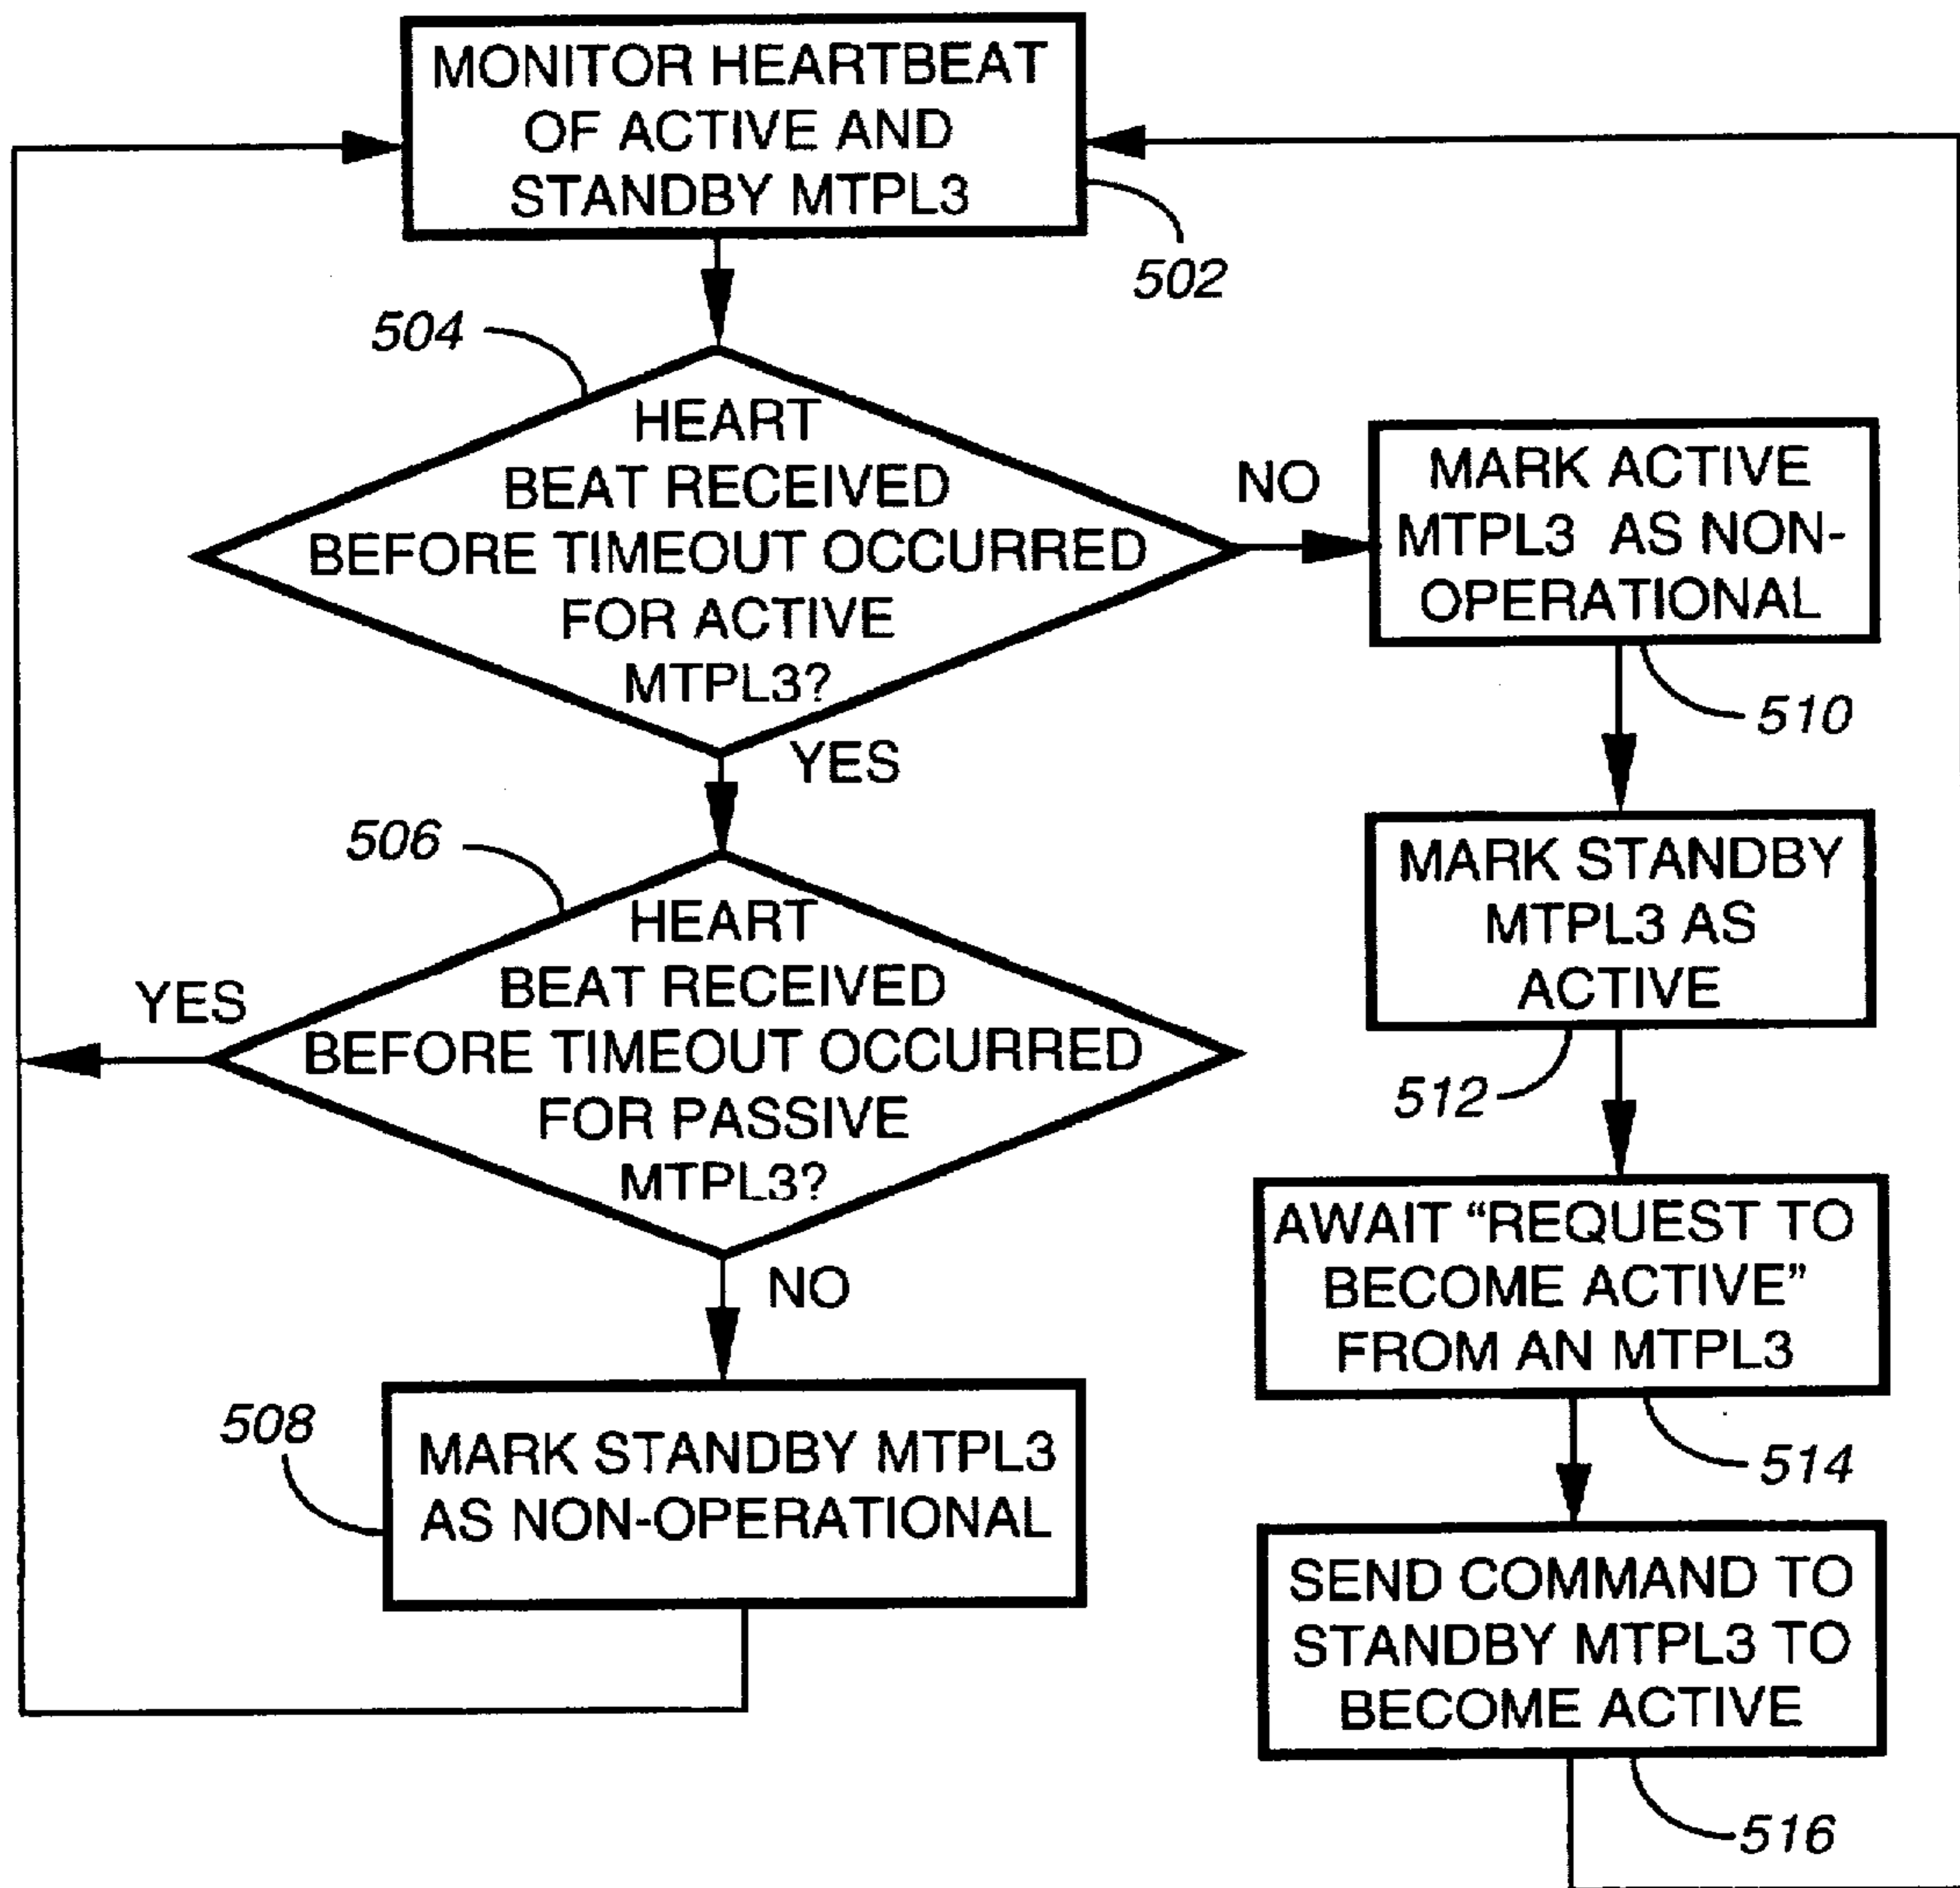 MONITOR HEARTBEAT
OF ACTIVE AND
STANDBY MTPL3
502
504
HEART
BEAT RECEIVED
BEFORE TIMEOUT OCCURRED
FOR ACTIVE
MTPL3?
NO
YES
MARK ACTIVE
MTPL3 AS NON-
OPERATIONAL
510
506
HEART
BEAT RECEIVED
BEFORE TIMEOUT OCCURRED
FOR PASSIVE
MTPL3?
YES
NO
MARK STANDBY
MTPL3 AS
ACTIVE
512
AWAIT “REQUEST TO
BECOME ACTIVE”
FROM AN MTPL3
514
508
MARK STANDBY MTPL3
AS NON-OPERATIONAL
SEND COMMAND TO
STANDBY MTPL3 TO
BECOME ACTIVE
516